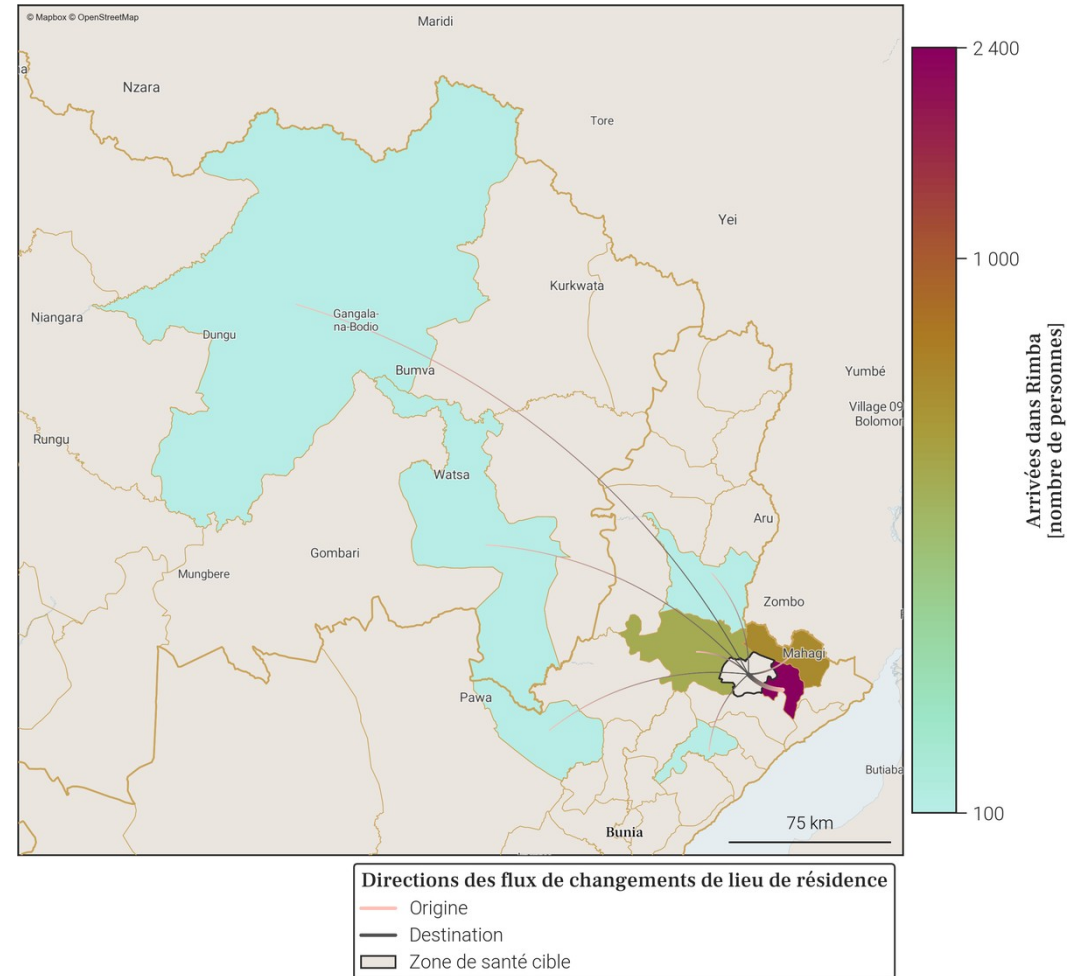 © Mapbox © OpenStreetMap
Maridi
Nzara
Tore
Yei
Kurkwata
Niangara
Gangala-
na-Bodio
Dungu
Bumva
Yumbé
Village 09
Bolomor
Rungu
Watsa
Aru
Gombari
Mungbere
Zombo
Mahagi
Pawa
Butiaba
Bunia
75 km
2 400
1 000
100
Arrivées dans Rimba
[nombre de personnes]
Directions des flux de changements de lieu de résidence
Origine
Destination
Zone de santé cible